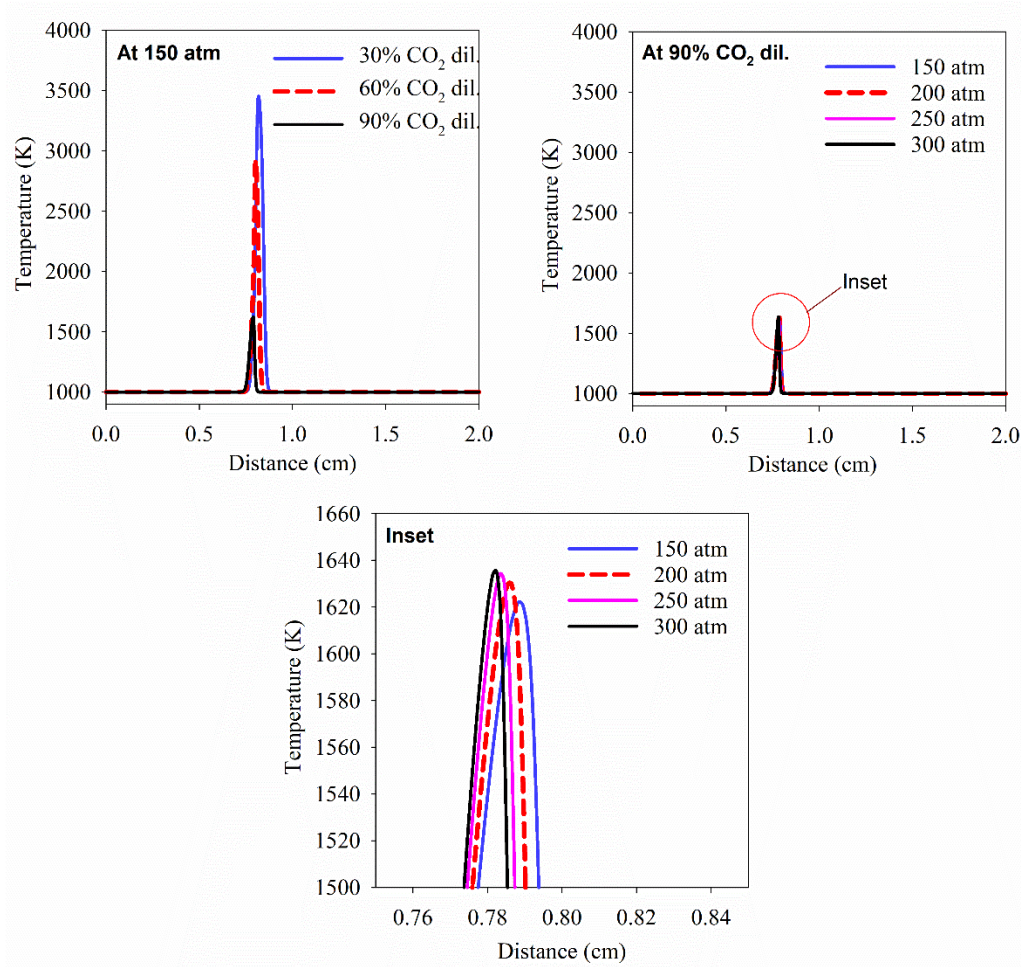 At 150 atm
30% CO2 dil.
60% CO2 dil.
90% CO2 dil.
4000
3500
3000
2500
2000
1500
1000
Temperature (K)
0.0 0.5 1.0 1.5 2.0
Distance (cm)
At 90% CO2 dil.
150 atm
200 atm
250 atm
300 atm
Inset
4000
3500
3000
2500
2000
1500
1000
Temperature (K)
0.0 0.5 1.0 1.5 2.0
Distance (cm)
Inset
150 atm
200 atm
250 atm
300 atm
1660
1640
1620
1600
1580
1560
1540
1520
1500
Temperature (K)
0.76 0.78 0.80 0.82 0.84
Distance (cm)